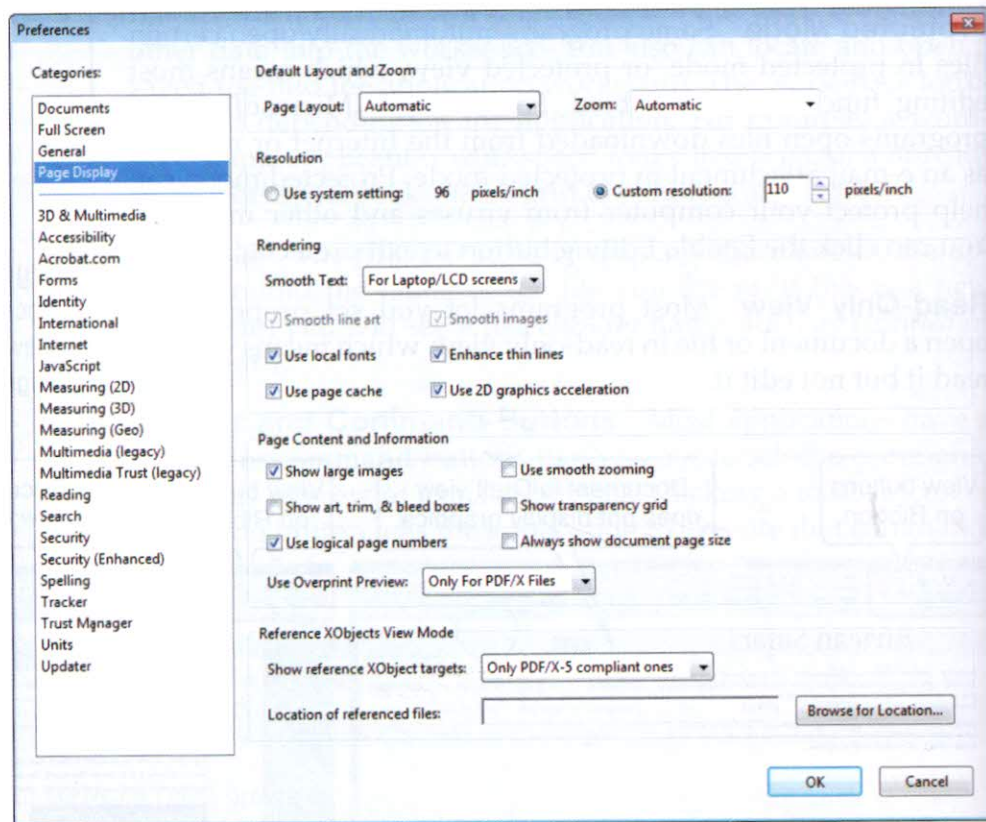 Preferences
Categories:
Documents
Full Screen
General
Page Display
3D & Multimedia
Accessibility
Acrobat.com
Forms
Identity
International
Internet
JavaScript
Measuring (2D)
Measuring (3D)
Measuring (Geo)
Multimedia (legacy)
Multimedia Trust (legacy)
Reading
Search
Security
Security (Enhanced)
Spelling
Tracker
Trust Manager
Units
Updater
Default Layout and Zoom
Page Layout: Automatic Zoom: Automatic
Resolution
Use system setting: 96 pixels/inch Custom resolution: 110 pixels/inch
Rendering
Smooth Text: For Laptop/LCD screens
Smooth line art Smooth images
Use local fonts Enhance thin lines
Use page cache Use 2D graphics acceleration
Page Content and Information
Show large images Use smooth zooming
Show art, trim, & bleed boxes Show transparency grid
Use logical page numbers Always show document page size
Use Overprint Preview: Only For PDF/X Files
Reference XObjects View Mode
Show reference XObject targets: Only PDF/X-5 compliant ones
Location of referenced files: Browse for Location...
OK Cancel